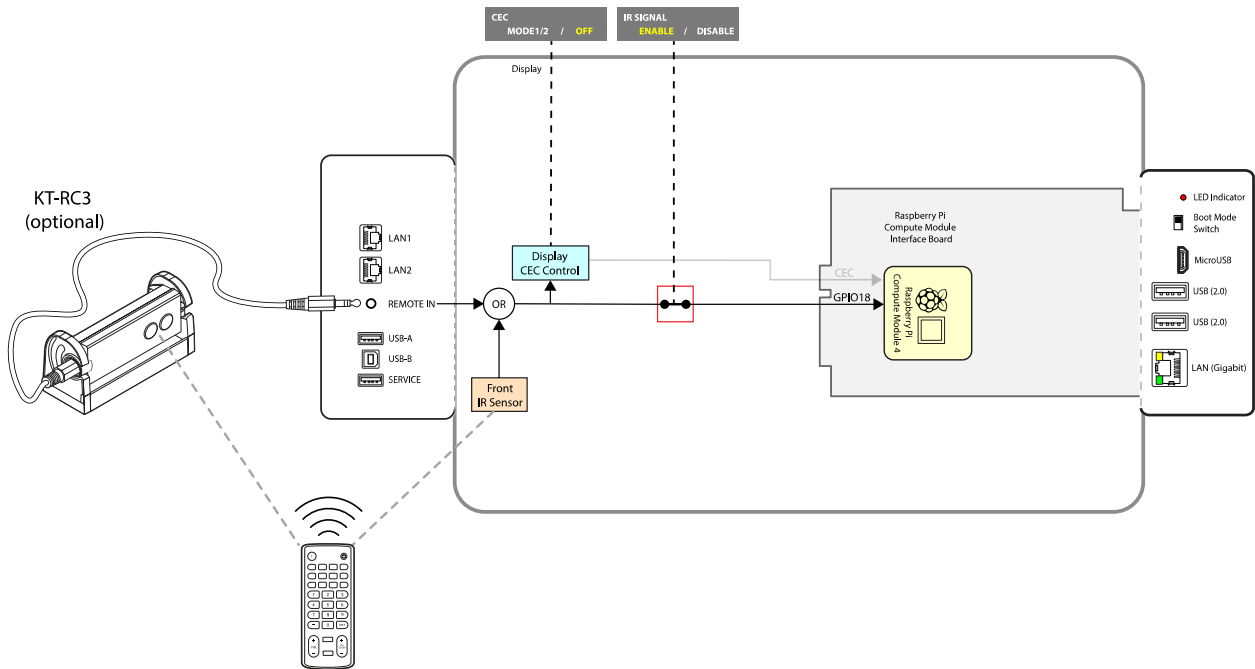 CEC
MODE1/2 / OFF
IR SIGNAL
ENABLE / DISABLE
Display
KT-RC3
(optional)
LAN1
LAN2
REMOTE IN
USB-A
USB-B
SERVICE
OR
Display
CEC Control
Front
IR Sensor
Raspberry Pi
Compute Module
Interface Board
CEC
GPIO18
Raspberry Pi
Compute Module 4
LED Indicator
Boot Mode
Switch
MicroUSB
USB (2.0)
USB (2.0)
LAN (Gigabit)